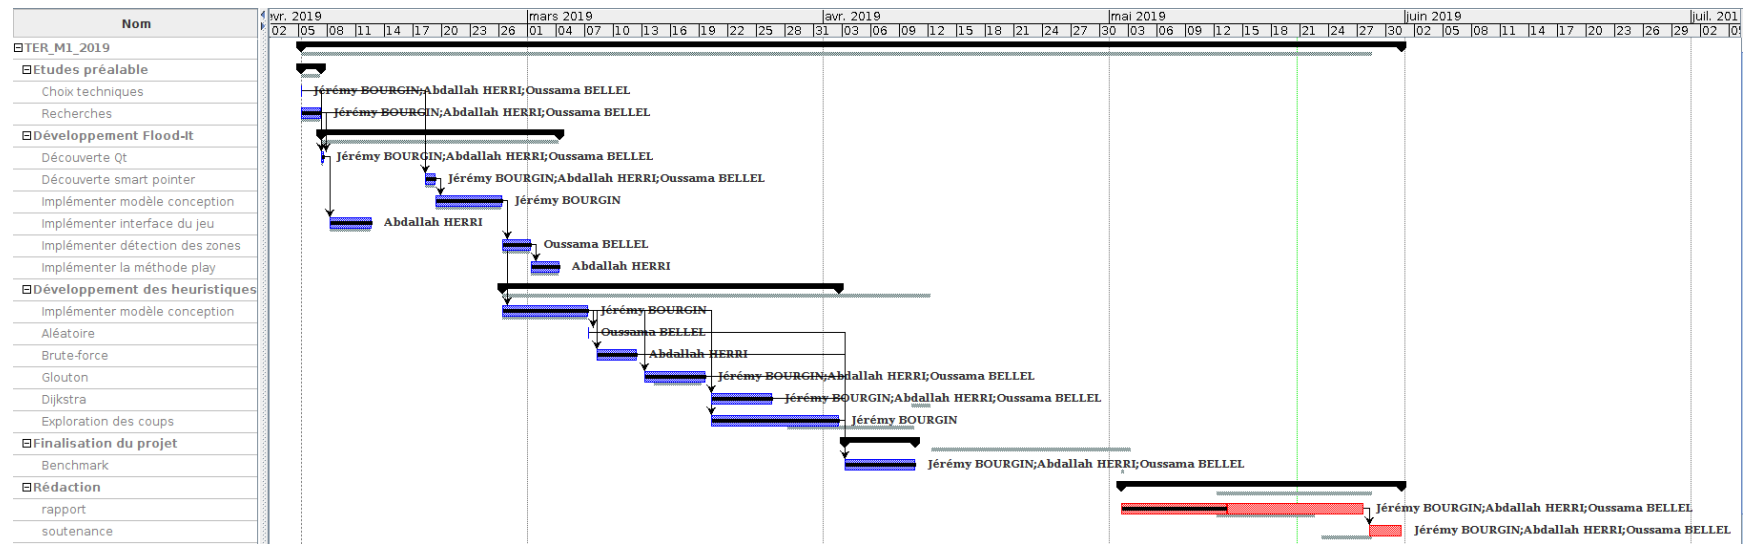 Nom
vr. 2019 mars 2019 avr. 2019 mai 2019 juin 2019 juil. 201
02 05 08 11 14 17 20 23 26 01 04 07 10 13 16 19 22 25 28 31 03 06 09 12 15 18 21 24 27 30 03 06 09 12 15 18 21 24 27 30 02 05 08 11 14 17 20 23 26 29 02 05
TER_M1_2019
Etudes préalable
Choix techniques Jérémy BOURGIN;Abdallah HERRI;Oussama BELLEL
Recherches Jérémy BOURGIN;Abdallah HERRI;Oussama BELLEL
Développement Flood-It
Découverte Qt Jérémy BOURGIN;Abdallah HERRI;Oussama BELLEL
Découverte smart pointer Jérémy BOURGIN;Abdallah HERRI;Oussama BELLEL
Implémenter modèle conception Jérémy BOURGIN
Implémenter interface du jeu Abdallah HERRI
Implémenter détection des zones Oussama BELLEL
Implémenter la méthode play Abdallah HERRI
Développement des heuristiques
Implémenter modèle conception Jérémy BOURGIN
Aléatoire Oussama BELLEL
Brute-force Abdallah HERRI
Glouton Jérémy BOURGIN;Abdallah HERRI;Oussama BELLEL
Dijkstra Jérémy BOURGIN;Abdallah HERRI;Oussama BELLEL
Exploration des coups Jérémy BOURGIN
Finalisation du projet
Benchmark Jérémy BOURGIN;Abdallah HERRI;Oussama BELLEL
Rédaction
rapport Jérémy BOURGIN;Abdallah HERRI;Oussama BELLEL
soutenance Jérémy BOURGIN;Abdallah HERRI;Oussama BELLEL